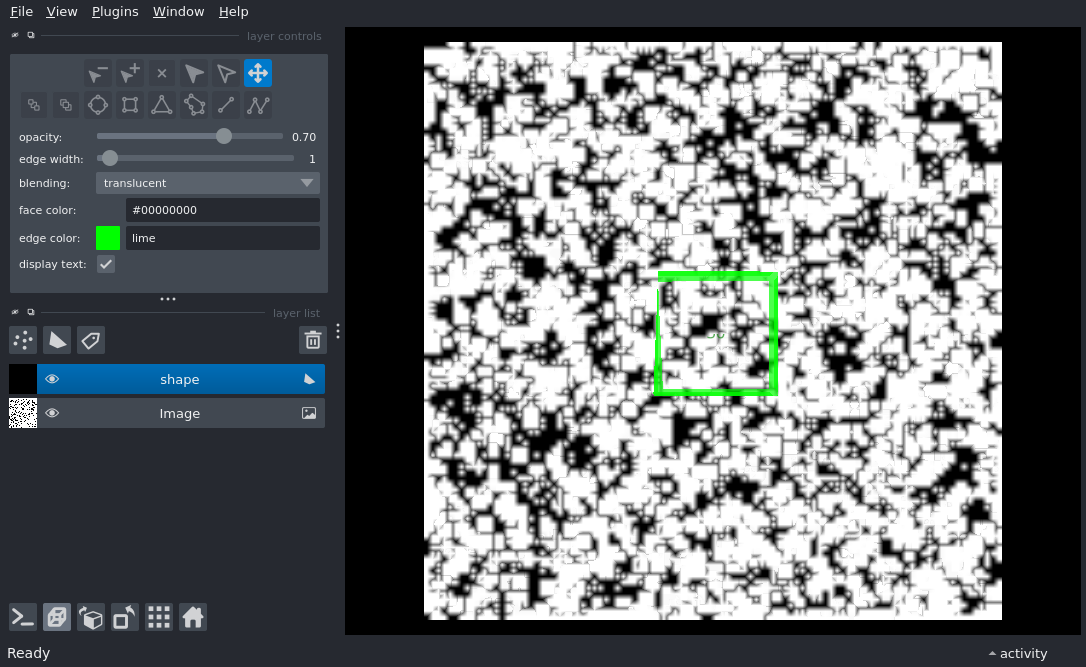 File View Plugins Window Help
layer controls
opacity: 0.70
edge width: 1
blending: translucent
face color: #00000000
edge color: lime
display text:
layer list
shape
Image
Ready
activity